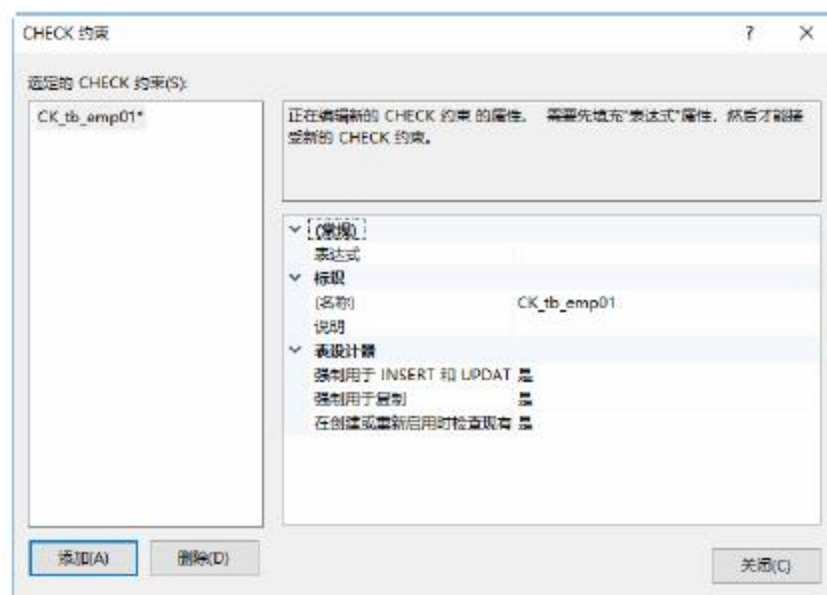 CHECK 约束
?
×
选定的 CHECK 约束(S):
CK_tb_emp01*
正在编辑新的 CHECK 约束 的属性。 需要先填充"表达式"属性，然后才能接
受新的 CHECK 约束。
(常规)
表达式
标识
(名称) CK_tb_emp01
说明
表设计器
强制用于 INSERT 和 UPDAT 是
强制用于复制 是
在创建或重新启用时检查现有 是
添加(A)
删除(D)
关闭(C)